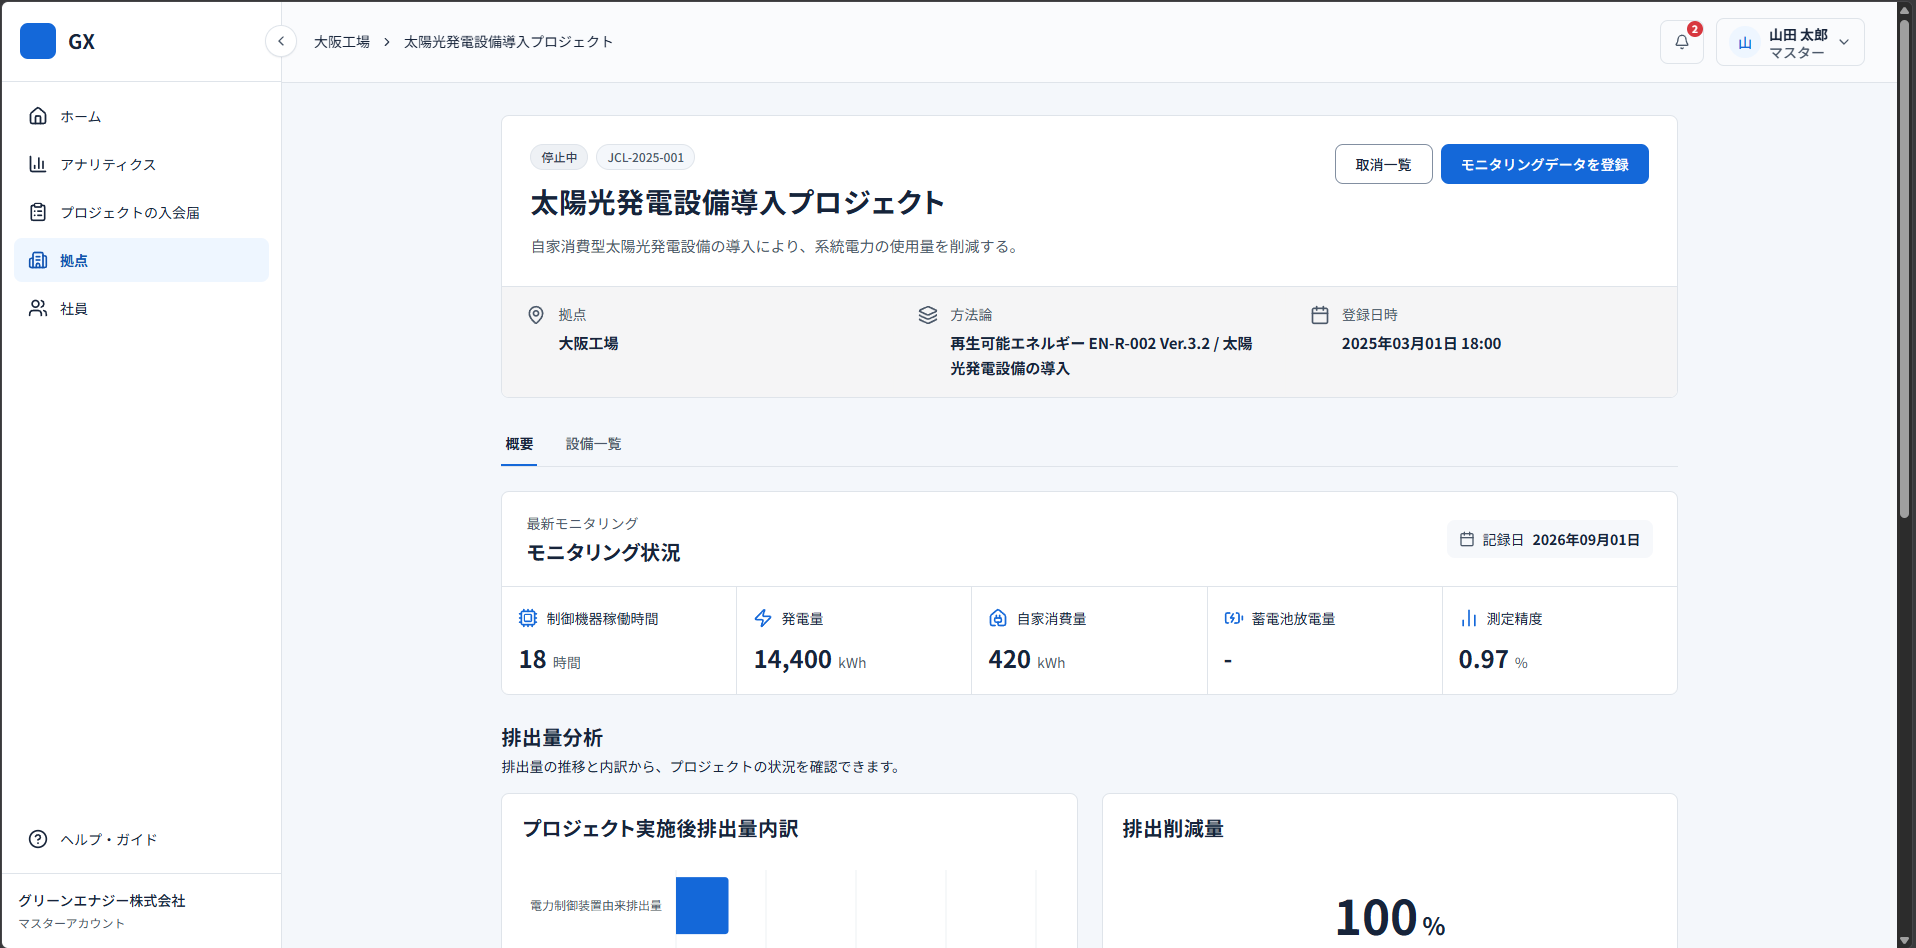 GX
大阪工場 > 太陽光発電設備導入プロジェクト
2
山
山田 太郎
マスター
ホーム
アナリティクス
プロジェクトの入会届
拠点
社員
停止中
JCL-2025-001
取消一覧
モニタリングデータを登録
太陽光発電設備導入プロジェクト
自家消費型太陽光発電設備の導入により、系統電力の使用量を削減する。
拠点
大阪工場
方法論
再生可能エネルギー EN-R-002 Ver.3.2 / 太陽
光発電設備の導入
登録日時
2025年03月01日 18:00
概要
設備一覧
最新モニタリング
モニタリング状況
記録日 2026年09月01日
制御機器稼働時間
18 時間
発電量
14,400 kWh
自家消費量
420 kWh
蓄電池放電量
-
測定精度
0.97 %
排出量分析
排出量の推移と内訳から、プロジェクトの状況を確認できます。
プロジェクト実施後排出量内訳
電力制御装置由来排出量
排出削減量
100 %
ヘルプ・ガイド
グリーンエナジー株式会社
マスターアカウント